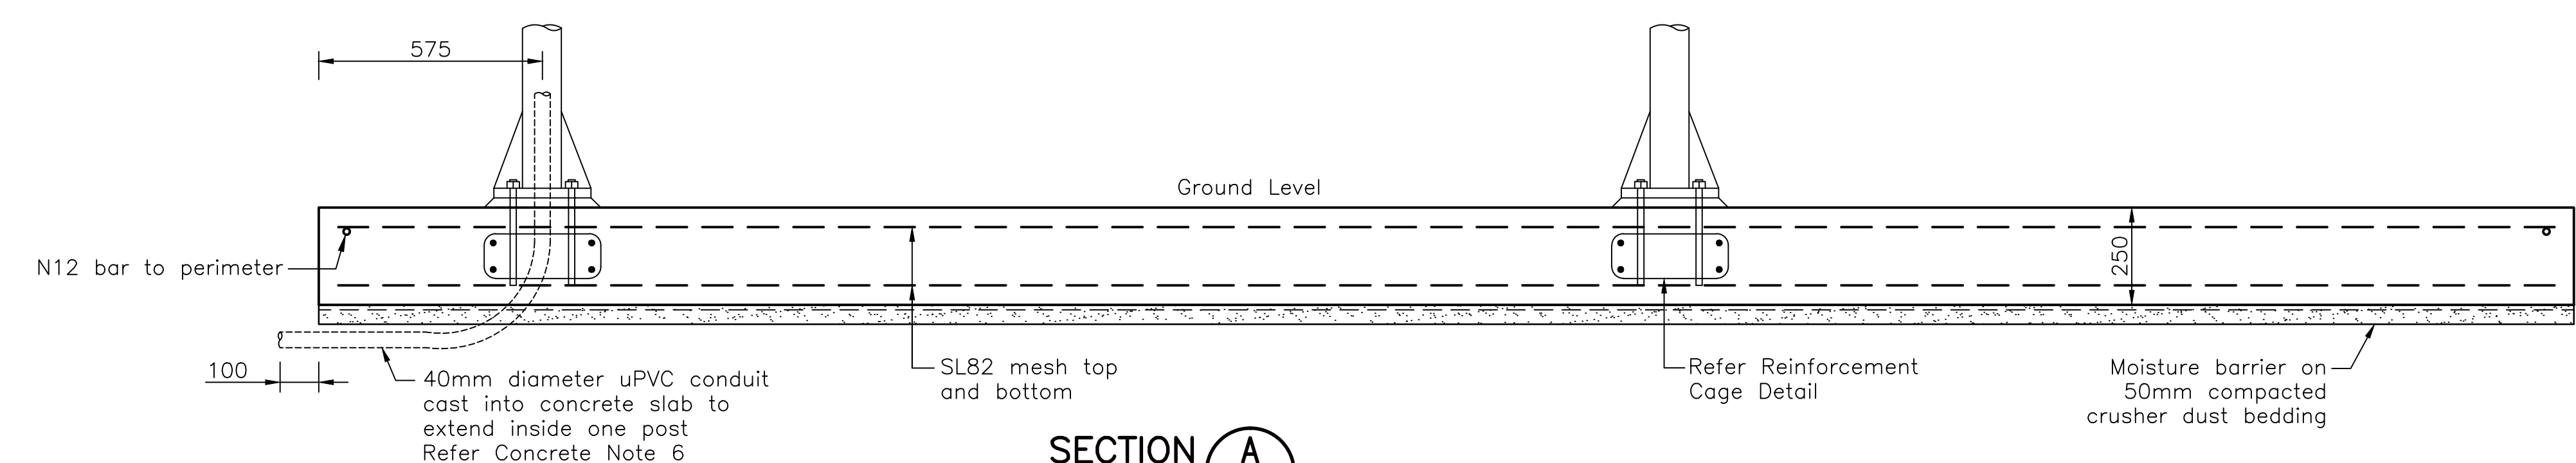 575
Ground Level
N12 bar to perimeter
250
100
40mm diameter uPVC conduit
cast into concrete slab to
extend inside one post
Refer Concrete Note 6
SL82 mesh top
and bottom
Refer Reinforcement
Cage Detail
Moisture barrier on
50mm compacted
crusher dust bedding
SECTION A